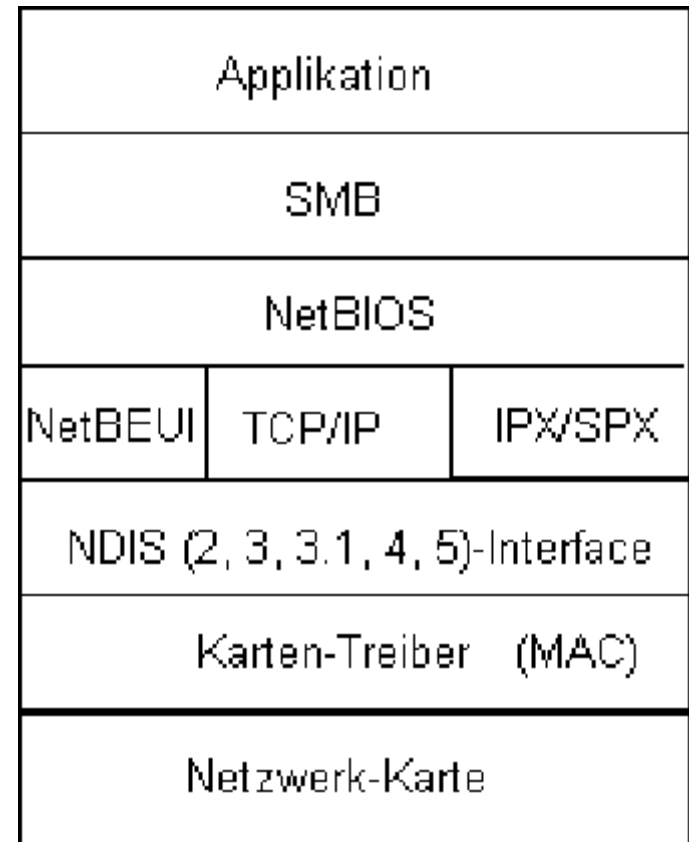 Applikation
SMB
NetBIOS
NetBEUI TCP/IP IPX/SPX
NDIS (2, 3, 3.1, 4, 5)-Interface
Karten-Treiber (MAC)
Netzwerk-Karte